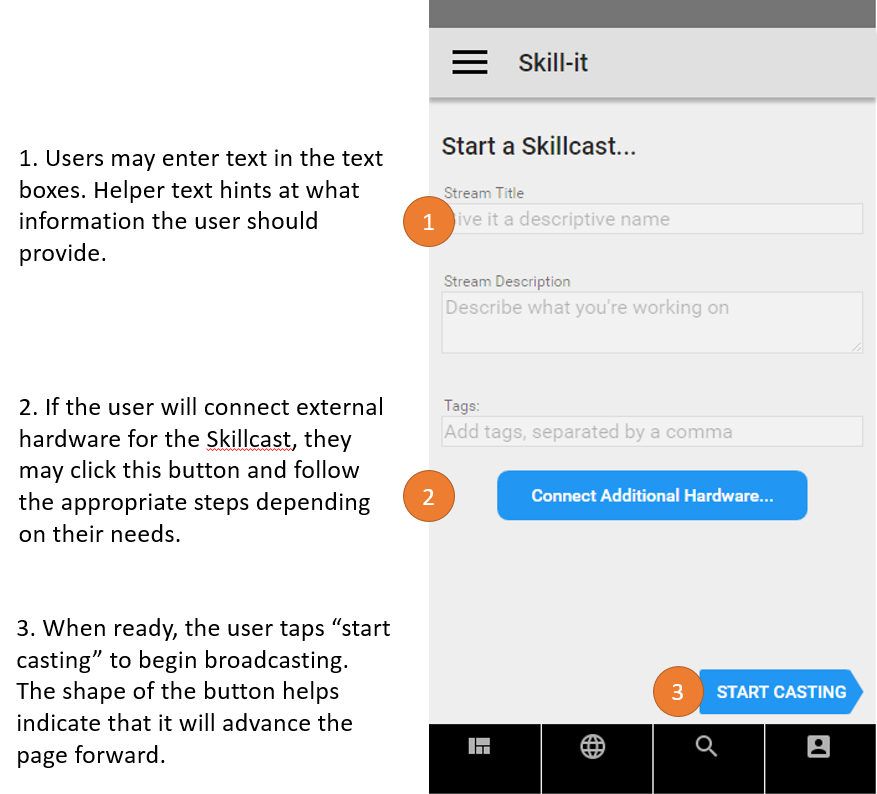 Skill-it
Start a Skillcast...
1. Users may enter text in the text
boxes. Helper text hints at what
information the user should
provide.
Stream Title
1
ive it a descriptive name
Stream Description
Describe what you're working on
2. If the user will connect external
hardware for the Skillcast, they
may click this button and follow
the appropriate steps depending
on their needs.
Tags:
Add tags, separated by a comma
2
Connect Additional Hardware...
3. When ready, the user taps “start
casting” to begin broadcasting.
The shape of the button helps
indicate that it will advance the
page forward.
3
START CASTING